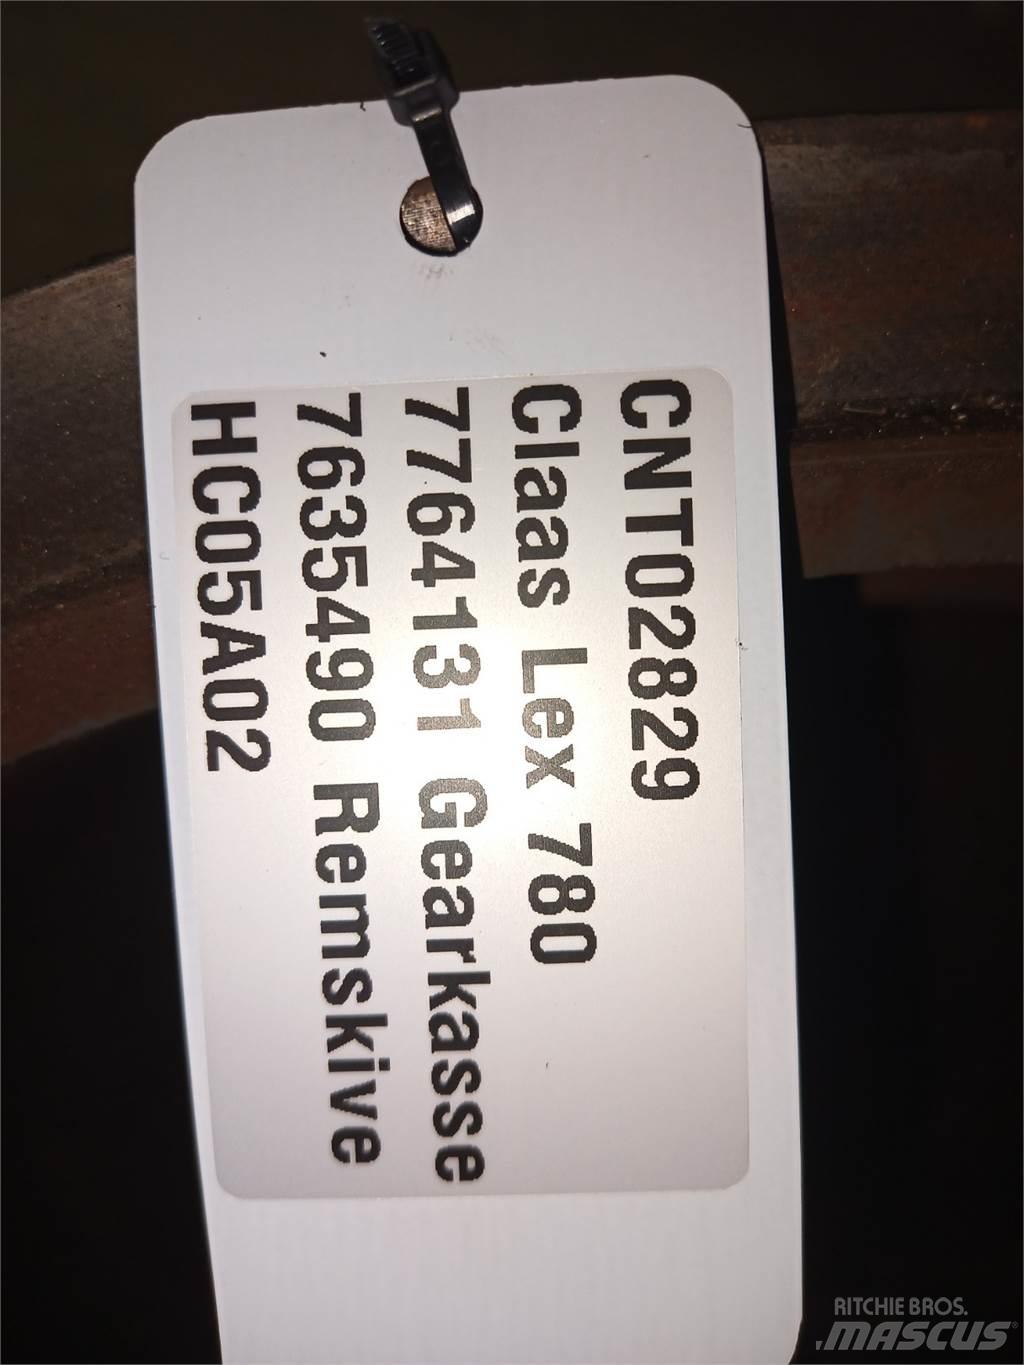 CNT02829
Claas Lex 780
7764131 Gearkasse
7635490 Remskive
HC05A02
RITCHIE BROS.
MASCUS